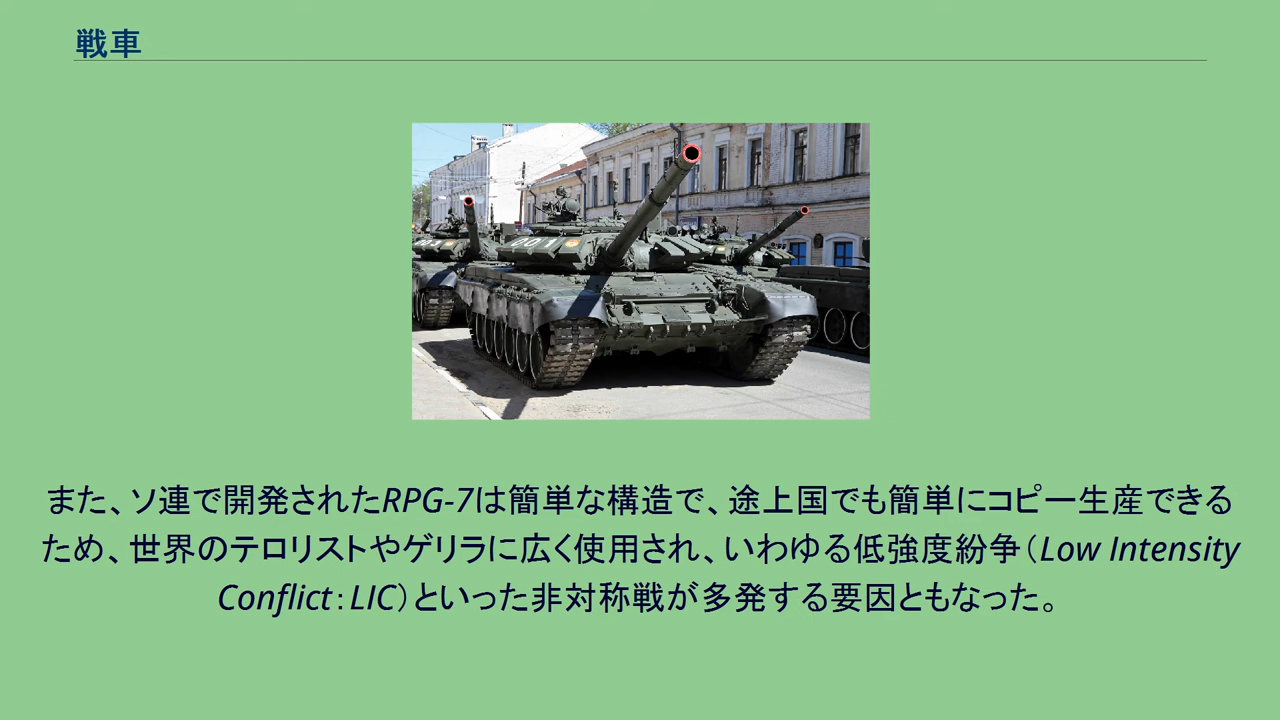 戦車
001
また、ソ連で開発されたRPG-7は簡単な構造で、途上国でも簡単にコピー生産できる
ため、世界のテロリストやゲリラに広く使用され、いわゆる低強度紛争（Low Intensity
Conflict：LIC）といった非対称戦が多発する要因ともなった。